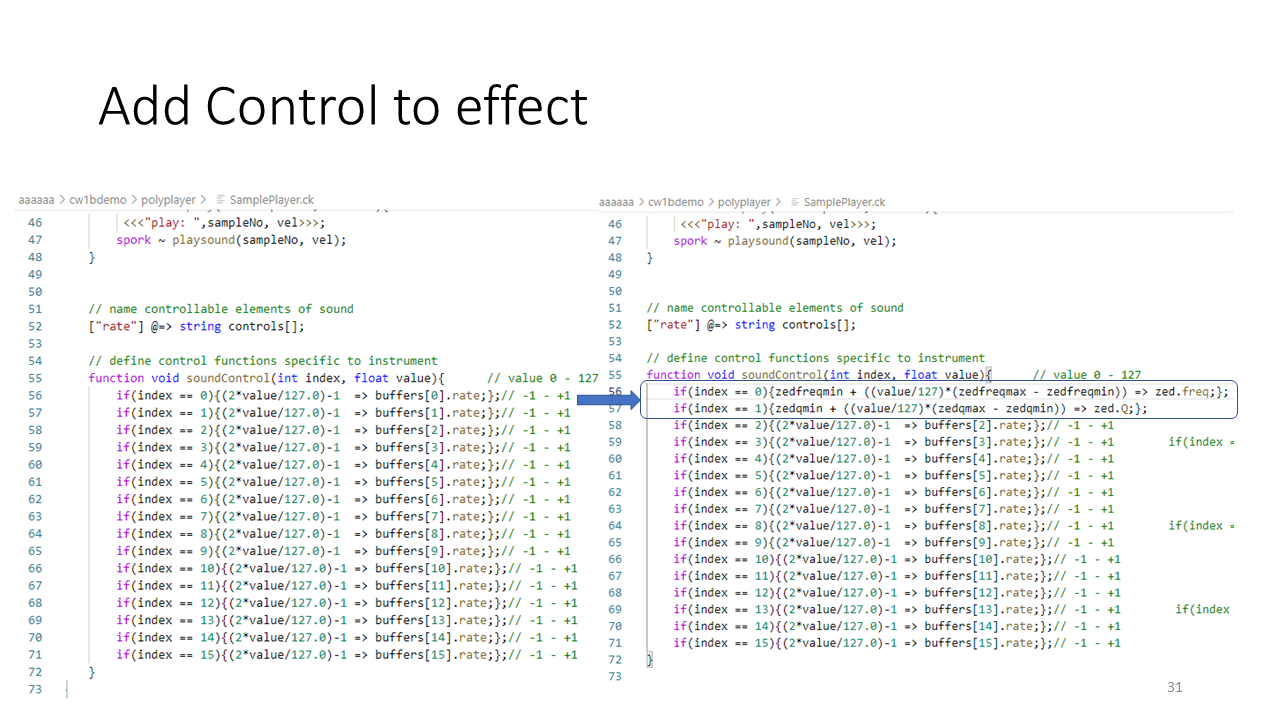 Add Control to effect
aaaaaa > cw1bdemo > polyplayer > SamplePlayer.ck
46 <<<"play: ",sampleNo, vel>>>;
47 spork ~ playsound(sampleNo, vel);
48 }
49
50
51 // name controllable elements of sound
52 ["rate"] @=> string controls[];
53
54 // define control functions specific to instrument
55 function void soundControl(int index, float value){ // value 0 - 127
56 if(index == 0){(2*value/127.0)-1 => buffers[0].rate;};// -1 - +1
57 if(index == 1){(2*value/127.0)-1 => buffers[1].rate;};// -1 - +1
58 if(index == 2){(2*value/127.0)-1 => buffers[2].rate;};// -1 - +1
59 if(index == 3){(2*value/127.0)-1 => buffers[3].rate;};// -1 - +1
60 if(index == 4){(2*value/127.0)-1 => buffers[4].rate;};// -1 - +1
61 if(index == 5){(2*value/127.0)-1 => buffers[5].rate;};// -1 - +1
62 if(index == 6){(2*value/127.0)-1 => buffers[6].rate;};// -1 - +1
63 if(index == 7){(2*value/127.0)-1 => buffers[7].rate;};// -1 - +1
64 if(index == 8){(2*value/127.0)-1 => buffers[8].rate;};// -1 - +1
65 if(index == 9){(2*value/127.0)-1 => buffers[9].rate;};// -1 - +1
66 if(index == 10){(2*value/127.0)-1 => buffers[10].rate;};// -1 - +1
67 if(index == 11){(2*value/127.0)-1 => buffers[11].rate;};// -1 - +1
68 if(index == 12){(2*value/127.0)-1 => buffers[12].rate;};// -1 - +1
69 if(index == 13){(2*value/127.0)-1 => buffers[13].rate;};// -1 - +1
70 if(index == 14){(2*value/127.0)-1 => buffers[14].rate;};// -1 - +1
71 if(index == 15){(2*value/127.0)-1 => buffers[15].rate;};// -1 - +1
72 }
73
aaaaaa > cw1bdemo > polyplayer > SamplePlayer.ck
46 <<<"play: ",sampleNo, vel>>>;
47 spork ~ playsound(sampleNo, vel);
48 }
49
50
51 // name controllable elements of sound
52 ["rate"] @=> string controls[];
53
54 // define control functions specific to instrument
55 function void soundControl(int index, float value){ // value 0 - 127
56 if(index == 0){zedfreqmin + ((value/127)*(zedfreqmax - zedfreqmin)) => zed.freq;};
57 if(index == 1){zedqmin + ((value/127)*(zedqmax - zedqmin)) => zed.Q;};
58 if(index == 2){(2*value/127.0)-1 => buffers[2].rate;};// -1 - +1
59 if(index == 3){(2*value/127.0)-1 => buffers[3].rate;};// -1 - +1 if(index =
60 if(index == 4){(2*value/127.0)-1 => buffers[4].rate;};// -1 - +1
61 if(index == 5){(2*value/127.0)-1 => buffers[5].rate;};// -1 - +1
62 if(index == 6){(2*value/127.0)-1 => buffers[6].rate;};// -1 - +1
63 if(index == 7){(2*value/127.0)-1 => buffers[7].rate;};// -1 - +1
64 if(index == 8){(2*value/127.0)-1 => buffers[8].rate;};// -1 - +1 if(index =
65 if(index == 9){(2*value/127.0)-1 => buffers[9].rate;};// -1 - +1
66 if(index == 10){(2*value/127.0)-1 => buffers[10].rate;};// -1 - +1
67 if(index == 11){(2*value/127.0)-1 => buffers[11].rate;};// -1 - +1
68 if(index == 12){(2*value/127.0)-1 => buffers[12].rate;};// -1 - +1
69 if(index == 13){(2*value/127.0)-1 => buffers[13].rate;};// -1 - +1 if(index
70 if(index == 14){(2*value/127.0)-1 => buffers[14].rate;};// -1 - +1
71 if(index == 15){(2*value/127.0)-1 => buffers[15].rate;};// -1 - +1
72 }
73
31